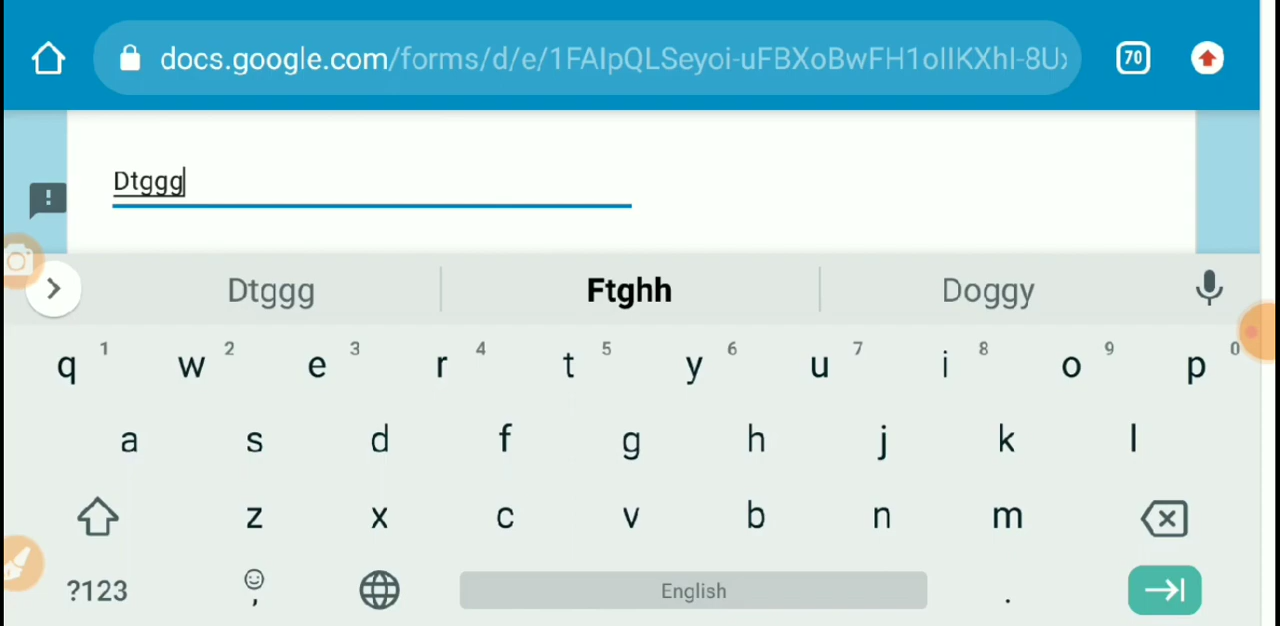 docs.google.com/forms/d/e/1FAIpQLSeyoi-uFBXoBwFH1oIIKXhI-8U
70
Dtggg
Dtggg Ftghh Doggy
q 1 w 2 e 3 r 4 t 5 y 6 u 7 i 8 o 9 p 0
a s d f g h j k l
z x c v b n m
?123 , English .